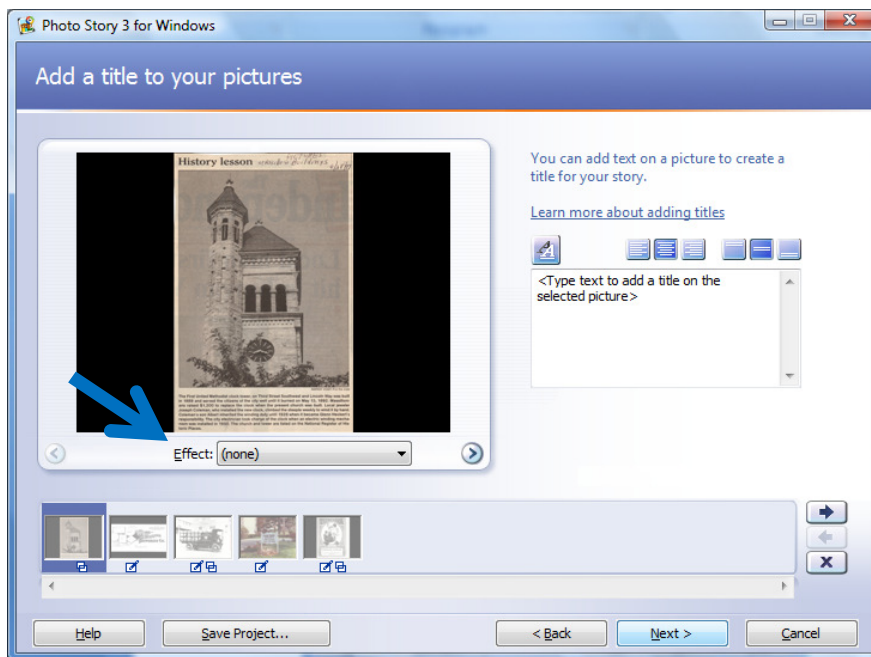 Photo Story 3 for Windows
Add a title to your pictures
History lesson
You can add text on a picture to create a
title for your story.
Learn more about adding titles
A
<Type text to add a title on the
selected picture>
Effect: (none)
Help
Save Project...
< Back
Next >
Cancel